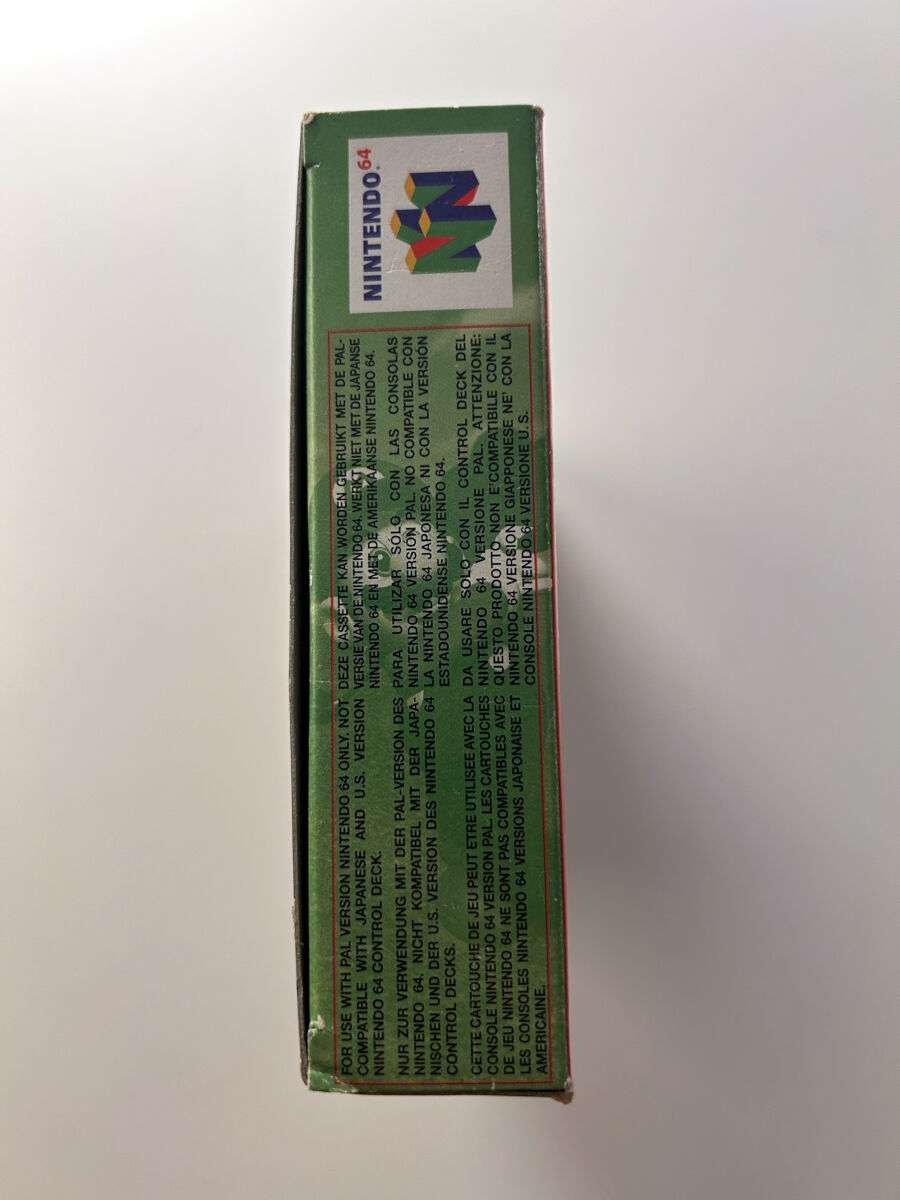 FOR USE WITH PAL VERSION NINTENDO 64 ONLY. NOT
COMPATIBLE WITH JAPANESE AND U.S. VERSION
NINTENDO 64 CONTROL DECK.
NUR ZUR VERWENDUNG MIT DER PAL-VERSION DES
NINTENDO 64. NICHT KOMPATIBEL MIT DER JAPA-
NISCHEN UND DER U.S. VERSION DES NINTENDO 64
CONTROL DECKS.
CETTE CARTOUCHE DE JEU PEUT ETRE UTILISEE AVEC LA
CONSOLE NINTENDO 64 VERSION PAL. LES CARTOUCHES
DE JEU NINTENDO 64 NE SONT PAS COMPATIBLES AVEC
LES CONSOLES NINTENDO 64 VERSIONS JAPONAISE ET
AMERICAINE.
DEZE CASSETTE KAN WORDEN GEBRUIKT MET DE PAL-
VERSIE VAN DE NINTENDO 64. WERKT NIET MET DE JAPANSE
NINTENDO 64 EN MET DE AMERIKAANSE NINTENDO 64.
PARA UTILIZAR SÓLO CON LAS CONSOLAS
NINTENDO 64 VERSIÓN PAL. NO COMPATIBLE CON
LA NINTENDO 64 JAPONESA NI CON LA VERSIÓN
ESTADOUNIDENSE NINTENDO 64.
DA USARE SOLO CON IL CONTROL DECK DEL
NINTENDO 64 VERSIONE PAL. ATTENZIONE:
QUESTO PRODOTTO NON E'COMPATIBILE CON IL
NINTENDO 64 VERSIONE GIAPPONESE NE' CON LA
CONSOLE NINTENDO 64 VERSIONE U.S.
NINTENDO 64